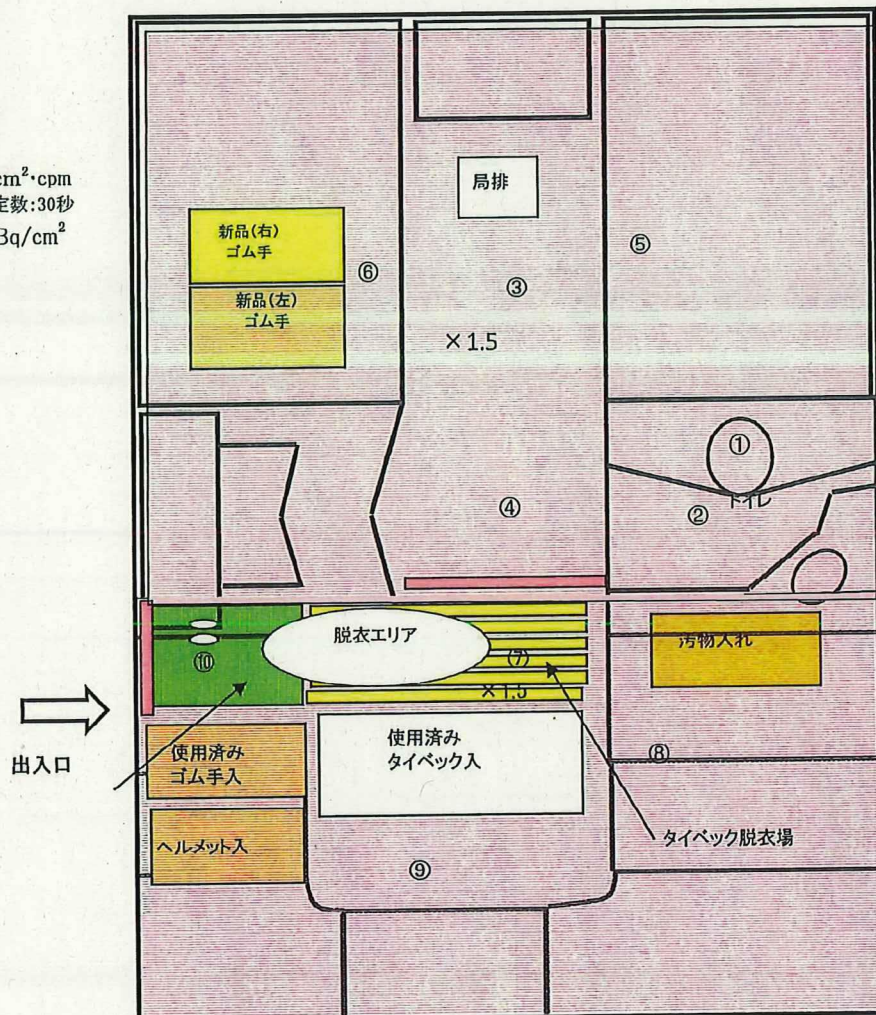 cm²・cpm
定数:30秒
Bq/cm²
局排
新品(右)
ゴム手
新品(左)
ゴム手
⑥
③
⑤
×1.5
①
④
②
トイレ
脱衣エリア
⑩
(7)
×1.5
汚物入れ
出入口
使用済み
ゴム手入
使用済み
タイベック入
⑧
ヘルメット入
タイベック脱衣場
⑨